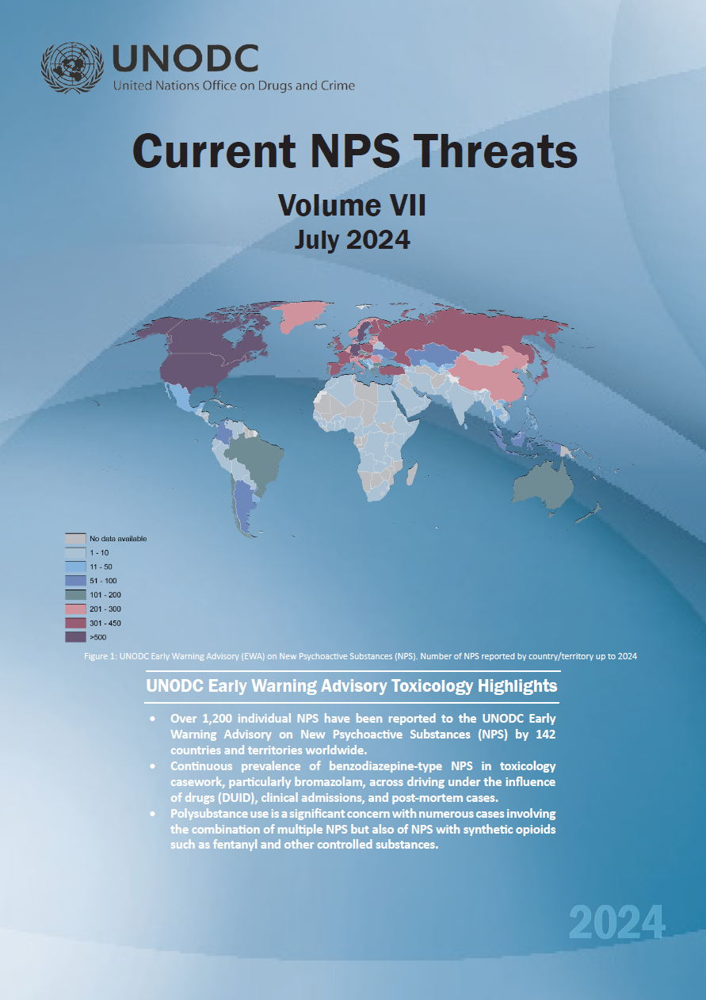 UNODC
United Nations Office on Drugs and Crime
Current NPS Threats
Volume VII
July 2024
No data available
1 - 10
11 - 50
51 - 100
101 - 200
201 - 300
301 - 450
>500
Figure 1: UNODC Early Warning Advisory (EWA) on New Psychoactive Substances (NPS). Number of NPS reported by country/territory up to 2024
UNODC Early Warning Advisory Toxicology Highlights
• Over 1,200 individual NPS have been reported to the UNODC Early
Warning Advisory on New Psychoactive Substances (NPS) by 142
countries and territories worldwide.
• Continuous prevalence of benzodiazepine-type NPS in toxicology
casework, particularly bromazolam, across driving under the influence
of drugs (DUID), clinical admissions, and post-mortem cases.
• Polysubstance use is a significant concern with numerous cases involving
the combination of multiple NPS but also of NPS with synthetic opioids
such as fentanyl and other controlled substances.
2024